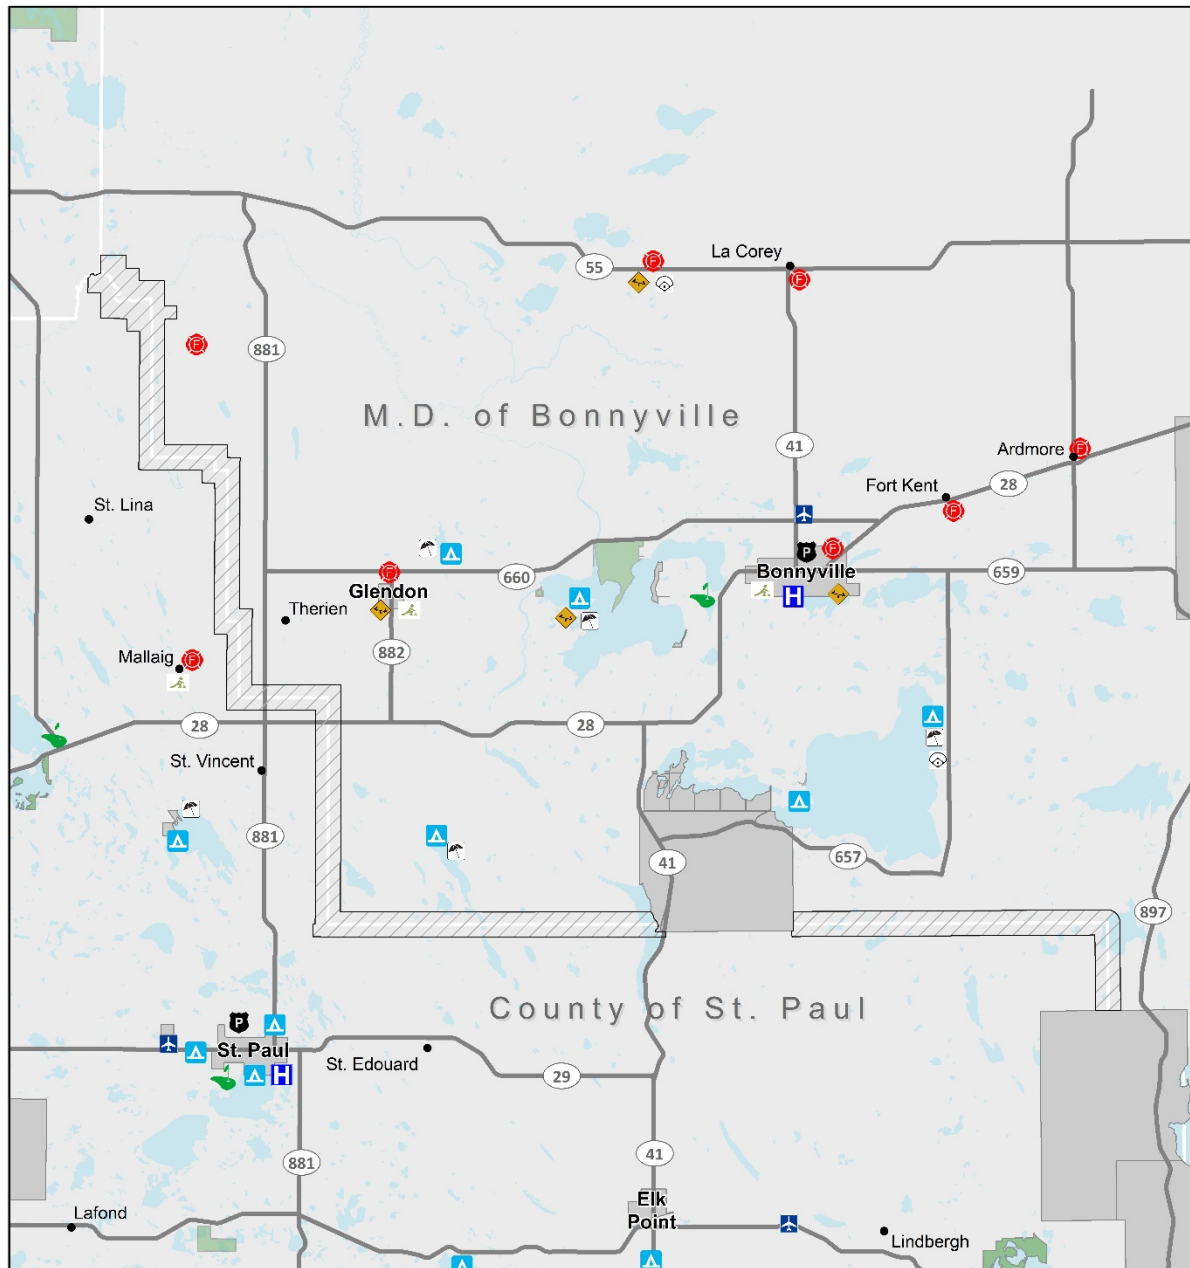 La Corey
F
55
F
F
881
M.D. of Bonnyville
41
Ardmore
F
28
Fort Kent
F
St. Lina
P
F
Bonnyville
F
Glendon
660
659
H
Therien
882
Mallaig
F
28
28
St. Vincent
881
41
657
897
County of St. Paul
P
St. Paul
St. Edouard
H
29
41
881
Elk
Point
Lafond
Lindbergh